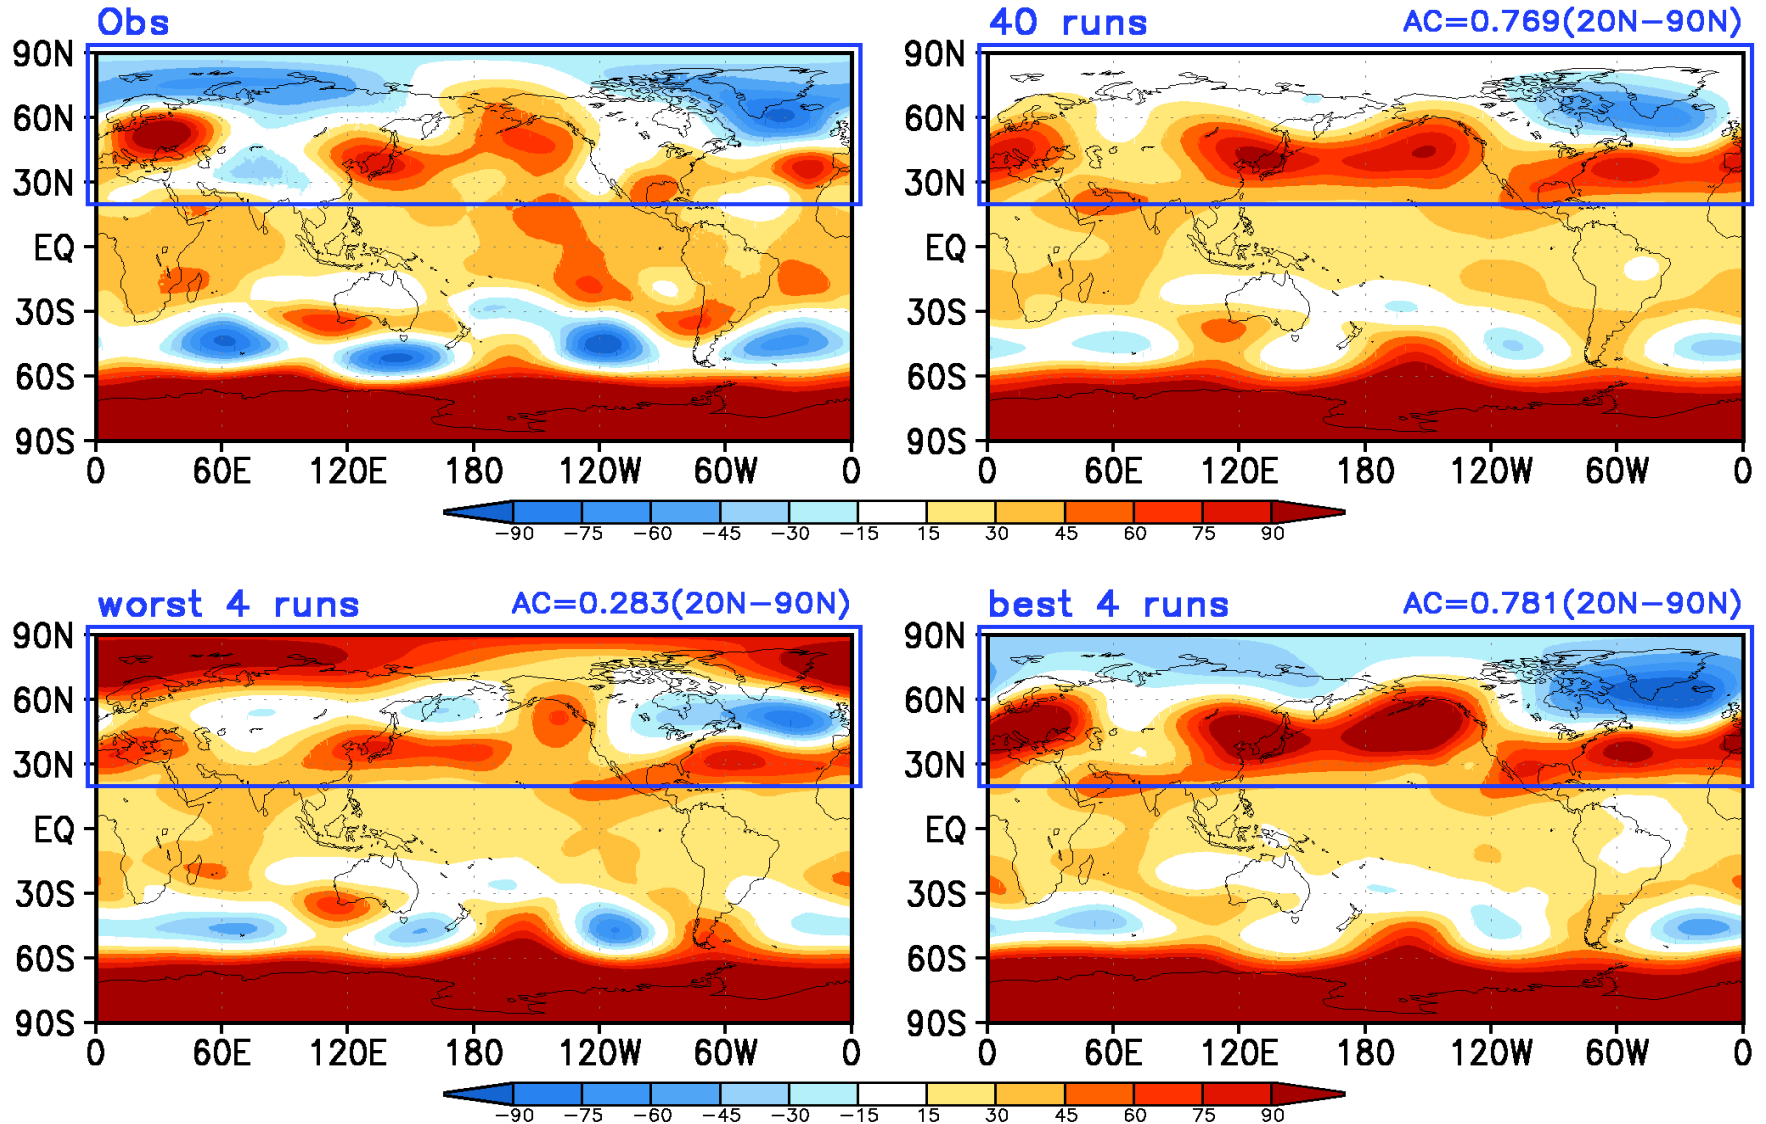 Obs
40 runs AC=0.769(20N−90N)
90N 90N
60N 60N
30N 30N
EQ EQ
30S 30S
60S 60S
90S 90S
0 60E 120E 180 120W 60W 0 0 60E 120E 180 120W 60W 0
−90 −75 −60 −45 −30 −15 15 30 45 60 75 90
worst 4 runs AC=0.283(20N−90N)
best 4 runs AC=0.781(20N−90N)
90N 90N
60N 60N
30N 30N
EQ EQ
30S 30S
60S 60S
90S 90S
0 60E 120E 180 120W 60W 0 0 60E 120E 180 120W 60W 0
−90 −75 −60 −45 −30 −15 15 30 45 60 75 90